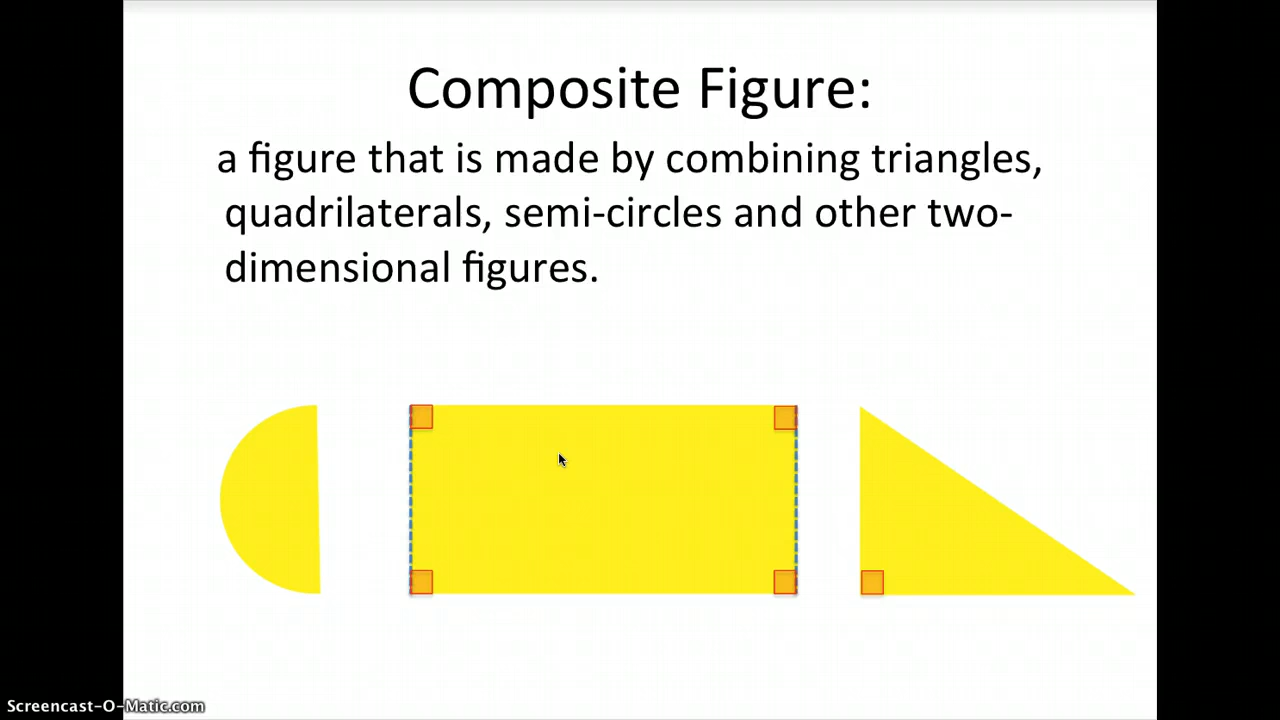 Composite Figure:
a figure that is made by combining triangles,
quadrilaterals, semi-circles and other two-
dimensional figures.
Screencast-O-Matic.com